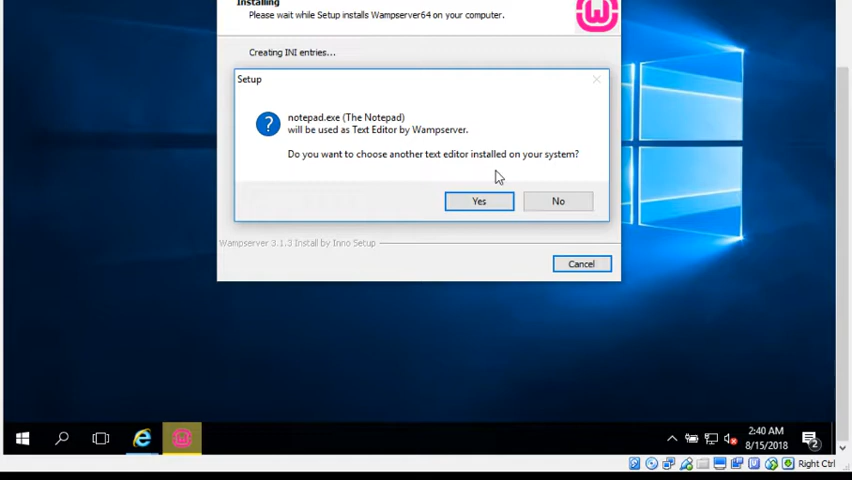 Installing
Please wait while Setup installs Wampserver64 on your computer.
Creating INI entries...
Setup
notepad.exe (The Notepad)
will be used as Text Editor by Wampserver.
Do you want to choose another text editor installed on your system?
Yes
No
Wampserver 3.1.3 Install by Inno Setup
Cancel
2:40 AM
8/15/2018
2
Right Ctrl